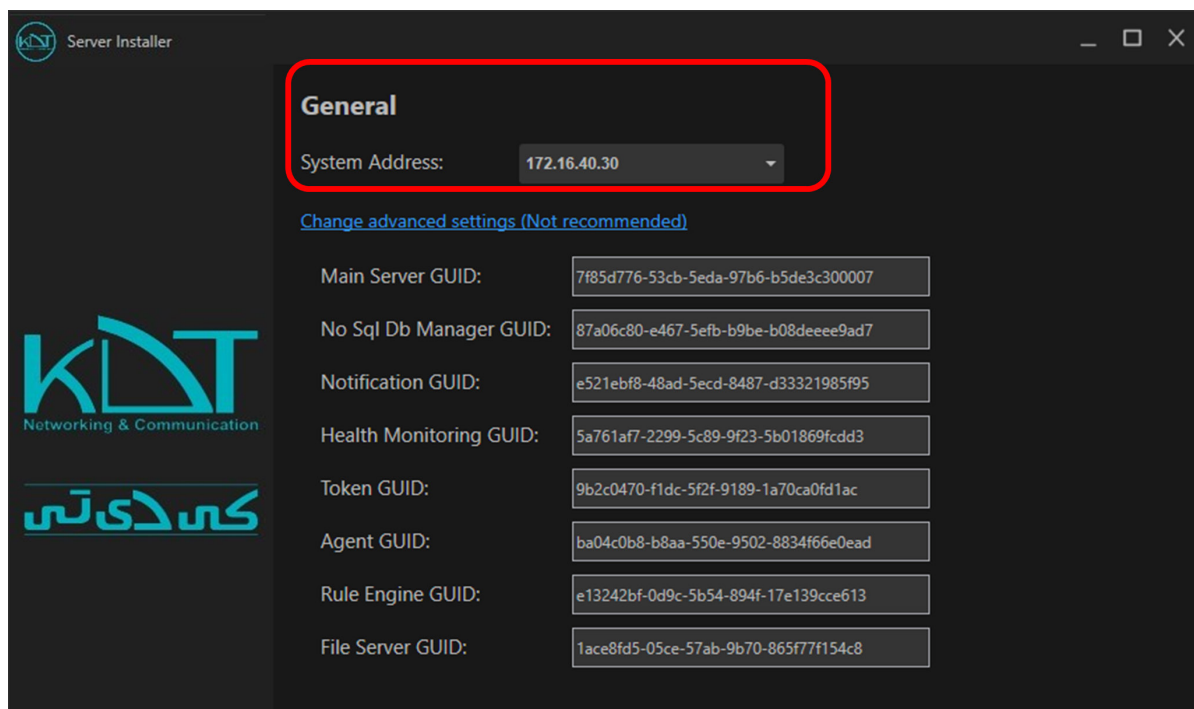 KDT Server Installer
General
System Address: 172.16.40.30
Change advanced settings (Not recommended)
Main Server GUID: 7f85d776-53cb-5eda-97b6-b5de3c300007
No Sql Db Manager GUID: 87a06c80-e467-5efb-b9be-b08deeee9ad7
Notification GUID: e521ebf8-48ad-5ecd-8487-d33321985f95
Health Monitoring GUID: 5a761af7-2299-5c89-9f23-5b01869fcdd3
Token GUID: 9b2c0470-f1dc-5f2f-9189-1a70ca0fd1ac
Agent GUID: ba04c0b8-b8aa-550e-9502-8834f66e0ead
Rule Engine GUID: e13242bf-0d9c-5b54-894f-17e139cce613
File Server GUID: 1ace8fd5-05ce-57ab-9b70-865f77f154c8
KDT
Networking & Communication
کی دی تی